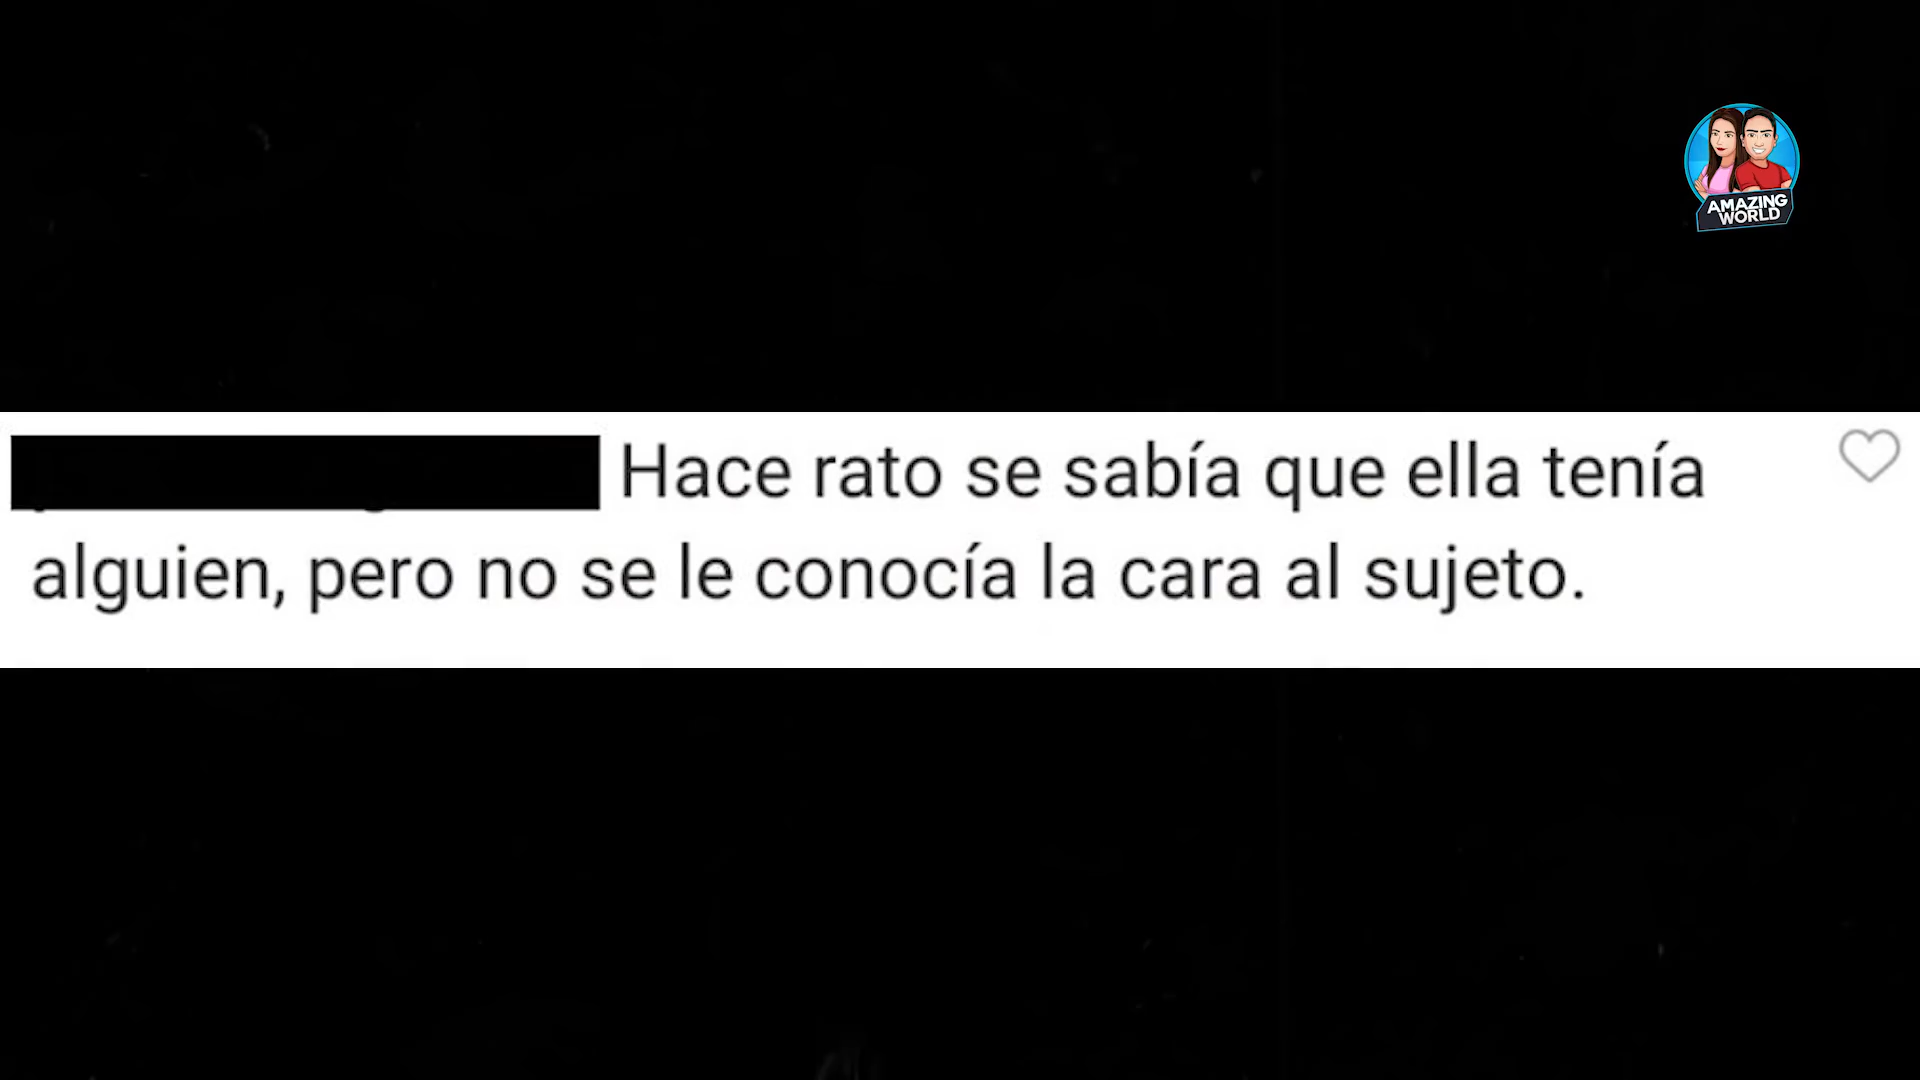 AMAZING
WORLD
Hace rato se sabía que ella tenía
alguien, pero no se le conocía la cara al sujeto.